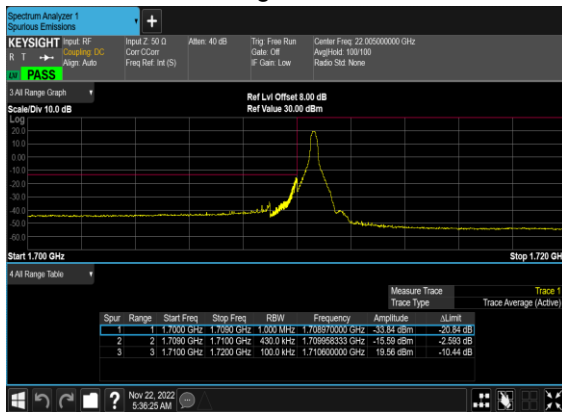 Spectrum Analyzer 1
Spurious Emissions
KEYSIGHT Input: RF Input Z: 50 Ω Atten: 40 dB Trig: Free Run Center Freq: 22.005000000 GHz
R T Coupling: DC Corr CCorr Gate: Off Avg|Hold: 100/100
Align: Auto Freq Ref: Int (S) IF Gain: Low Radio Std: None
PASS
3 All Range Graph
Ref Lvl Offset 8.00 dB
Scale/Div 10.0 dB Ref Value 30.00 dBm
Log
20.0
10.0
0.00
-10.0
-20.0
-30.0
-40.0
-50.0
-60.0
Start 1.700 GHz Stop 1.720 GH
4 All Range Table
Measure Trace Trace 1
Trace Type Trace Average (Active)
Spur Range Start Freq Stop Freq RBW Frequency Amplitude ΔLimit
1 1 1.7000 GHz 1.7090 GHz 1.000 MHz 1.708970000 GHz -33.84 dBm -20.84 dB
2 2 1.7090 GHz 1.7100 GHz 430.0 kHz 1.709958333 GHz -15.59 dBm -2.593 dB
3 3 1.7100 GHz 1.7200 GHz 100.0 kHz 1.710600000 GHz 19.56 dBm -10.44 dB
? Nov 22, 2022
5:36:25 AM